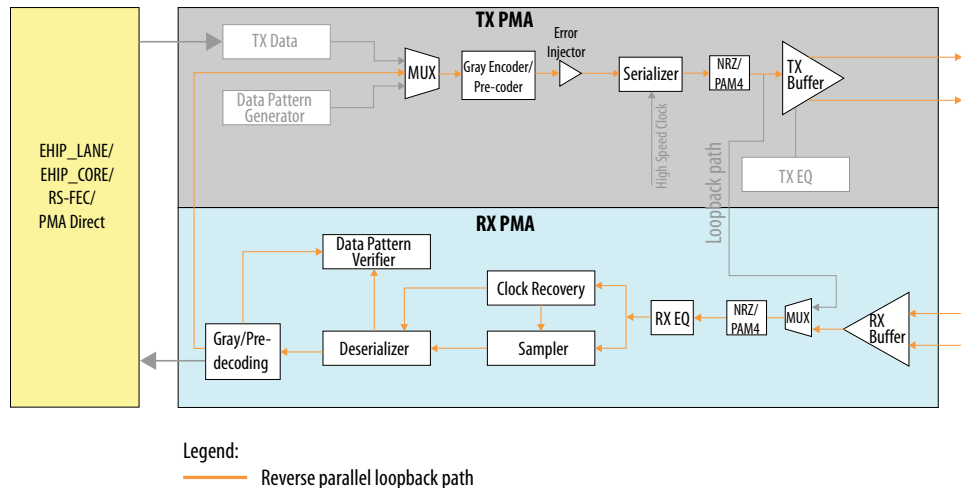 TX PMA
TX Data
Data Pattern
Generator
MUX
Gray Encoder/
Pre-coder
Error
Injector
Serializer
High Speed Clock
NRZ/
PAM4
TX
Buffer
TX EQ
Loopback path
EHIP_LANE/
EHIP_CORE/
RS-FEC/
PMA Direct
RX PMA
Data Pattern
Verifier
Clock Recovery
Gray/Pre-
decoding
Deserializer
Sampler
RX EQ
NRZ/
PAM4
MUX
RX
Buffer
Legend:
Reverse parallel loopback path